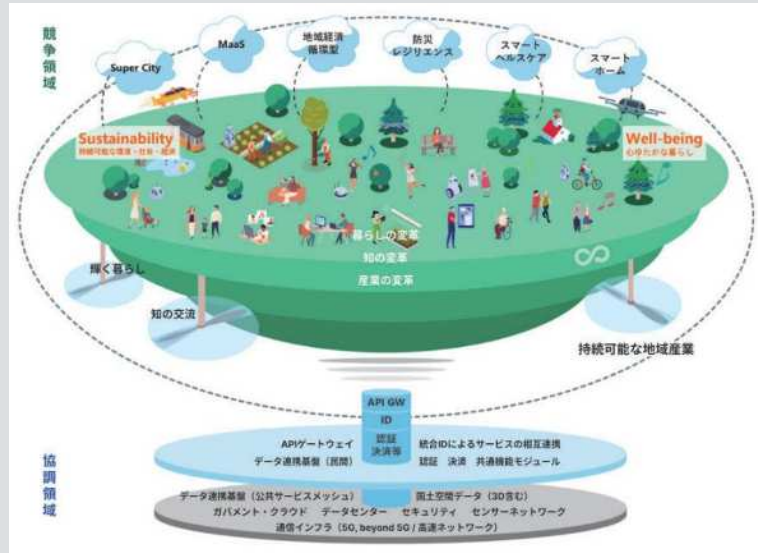 競争領域
Super City
MaaS
地域経済
循環型
防災
レジリエンス
スマート
ヘルスケア
スマート
ホーム
Sustainability
持続可能な環境・社会・経済
Well-being
心ゆたかな暮らし
暮らしの変革
知の変革
産業の変革
輝く暮らし
知の交流
持続可能な地域産業
協調領域
API GW
ID
認証
決済等
APIゲートウェイ
統合IDによるサービスの相互連携
データ連携基盤（民間）
認証 決済 共通機能モジュール
データ連携基盤（公共サービスメッシュ）
国土空間データ（3D含む）
ガバメント・クラウド データセンター セキュリティ センサーネットワーク
通信インフラ（5G, beyond 5G / 高速ネットワーク）